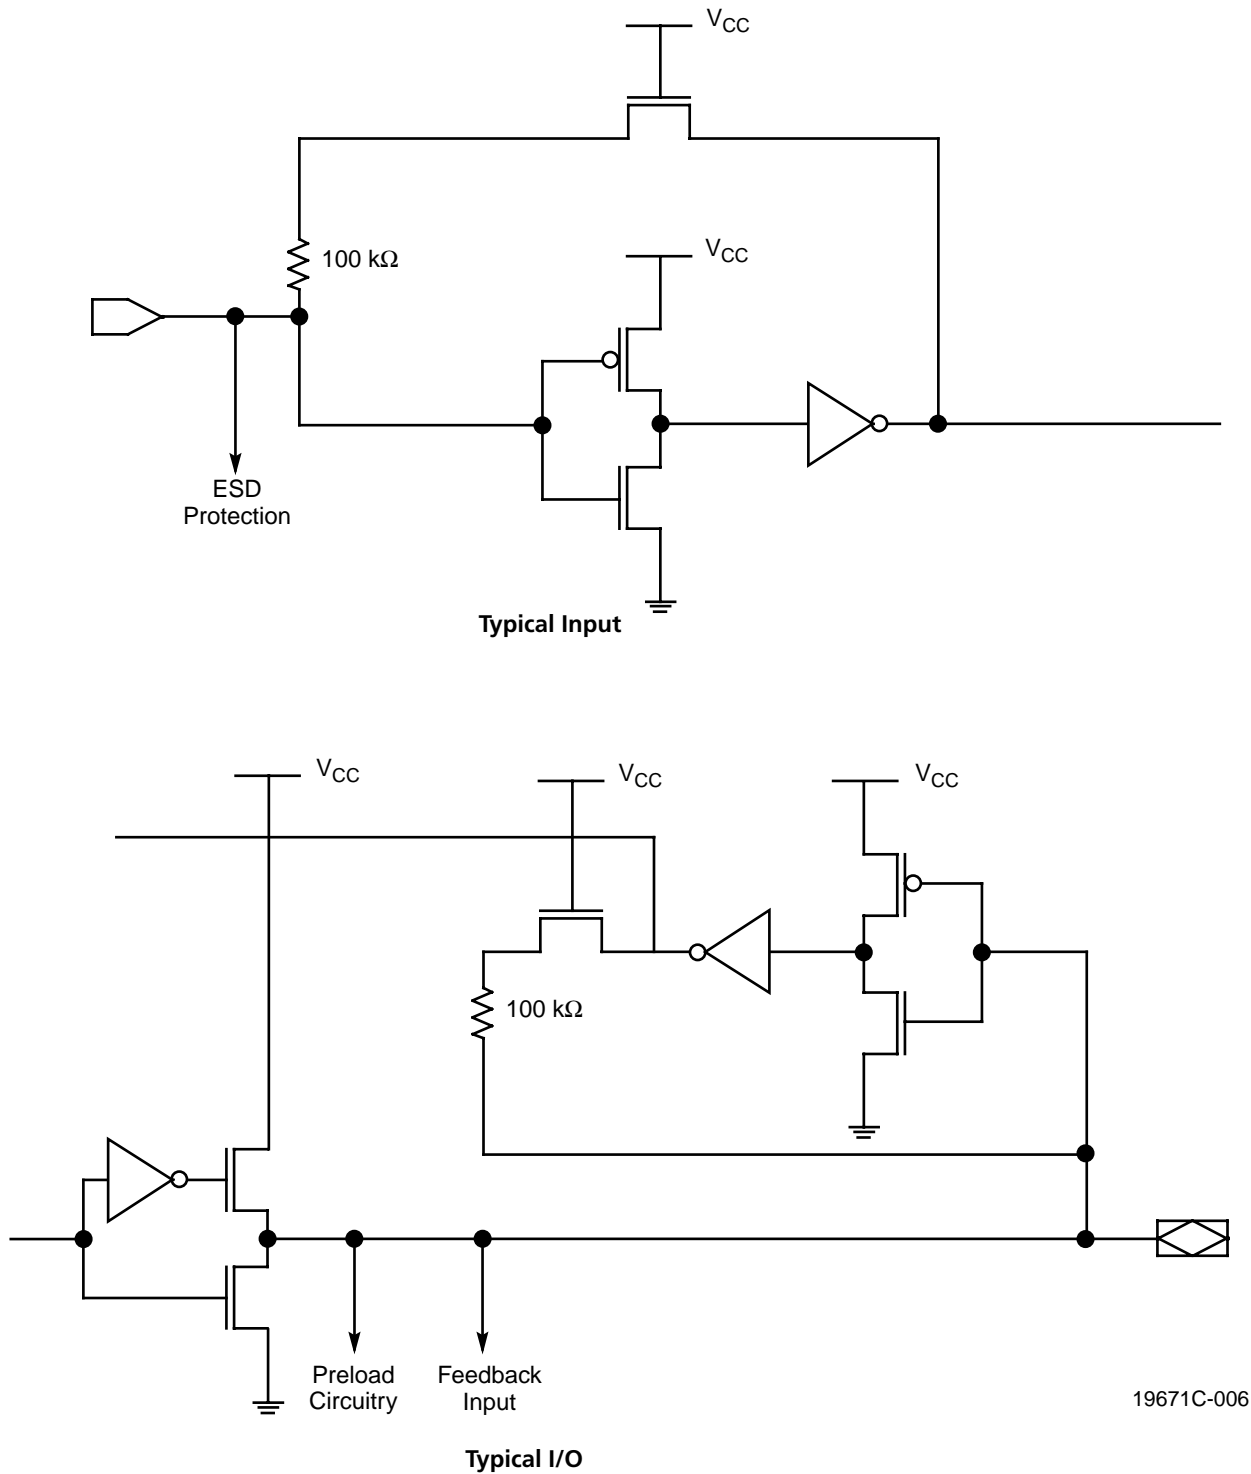 VCC
VCC
100 kΩ
ESD
Protection
Typical Input
VCC
VCC
VCC
100 kΩ
Preload
Circuitry
Feedback
Input
19671C-006
Typical I/O